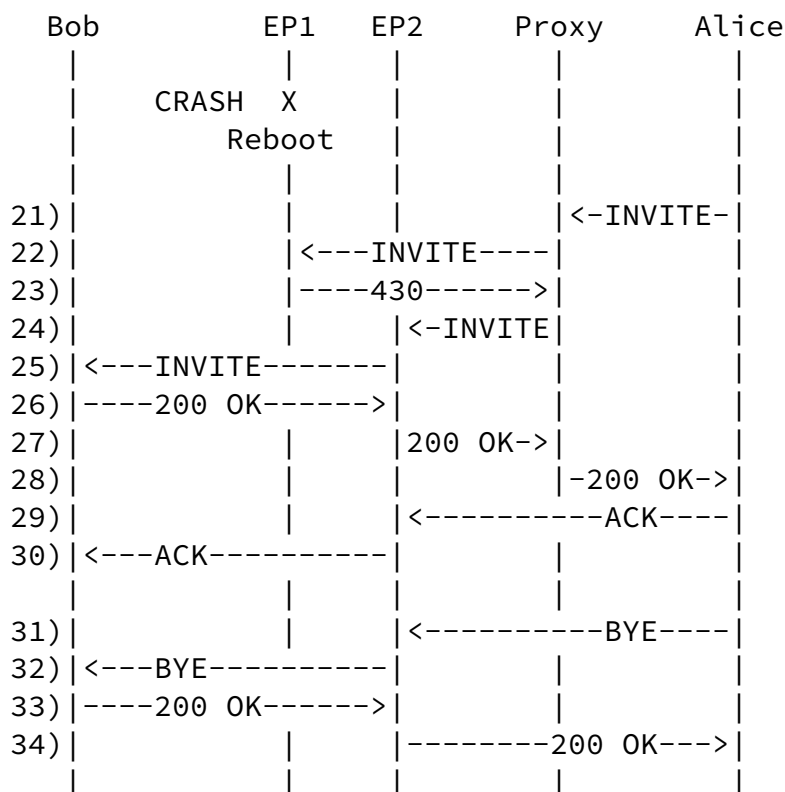 Bob EP1 EP2 Proxy Alice
CRASH X
Reboot
21) <-INVITE-
22) <---INVITE----
23) ----430------>
24) <-INVITE
25) <---INVITE-------
26) ----200 OK------>
27) 200 OK->
28) -200 OK->
29) <----------ACK----
30) <---ACK----------
31) <----------BYE----
32) <---BYE----------
33) ----200 OK------>
34) --------200 OK--->